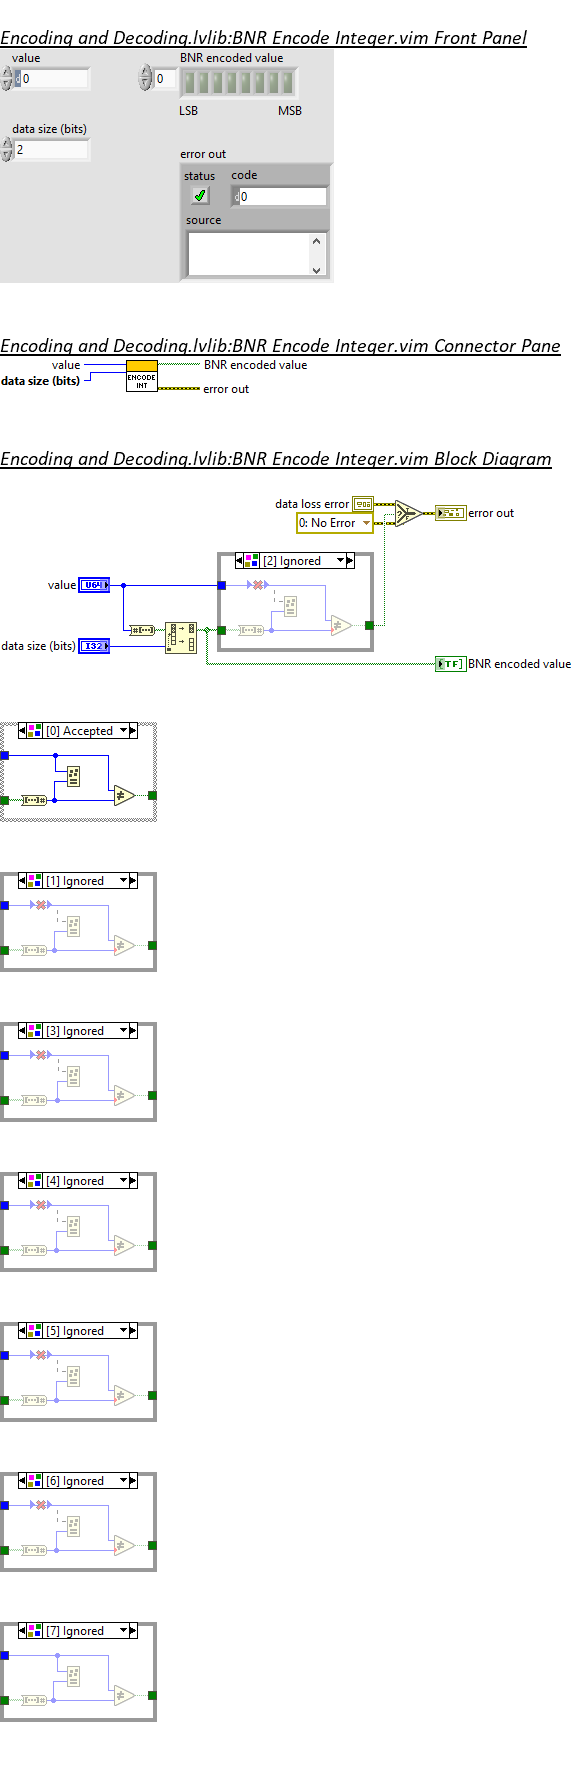 Encoding and Decoding.lvlib:BNR Encode Integer.vim Front Panel
value
BNR encoded value
d 0
0
LSB MSB
data size (bits)
2
error out
status code
d 0
source
Encoding and Decoding.lvlib:BNR Encode Integer.vim Connector Pane
value
BNR encoded value
data size (bits)
ENCODE
INT
error out
Encoding and Decoding.lvlib:BNR Encode Integer.vim Block Diagram
data loss error
0: No Error
error out
[2] Ignored
value U64
data size (bits) I32
TF BNR encoded value
[0] Accepted
[1] Ignored
[3] Ignored
[4] Ignored
[5] Ignored
[6] Ignored
[7] Ignored